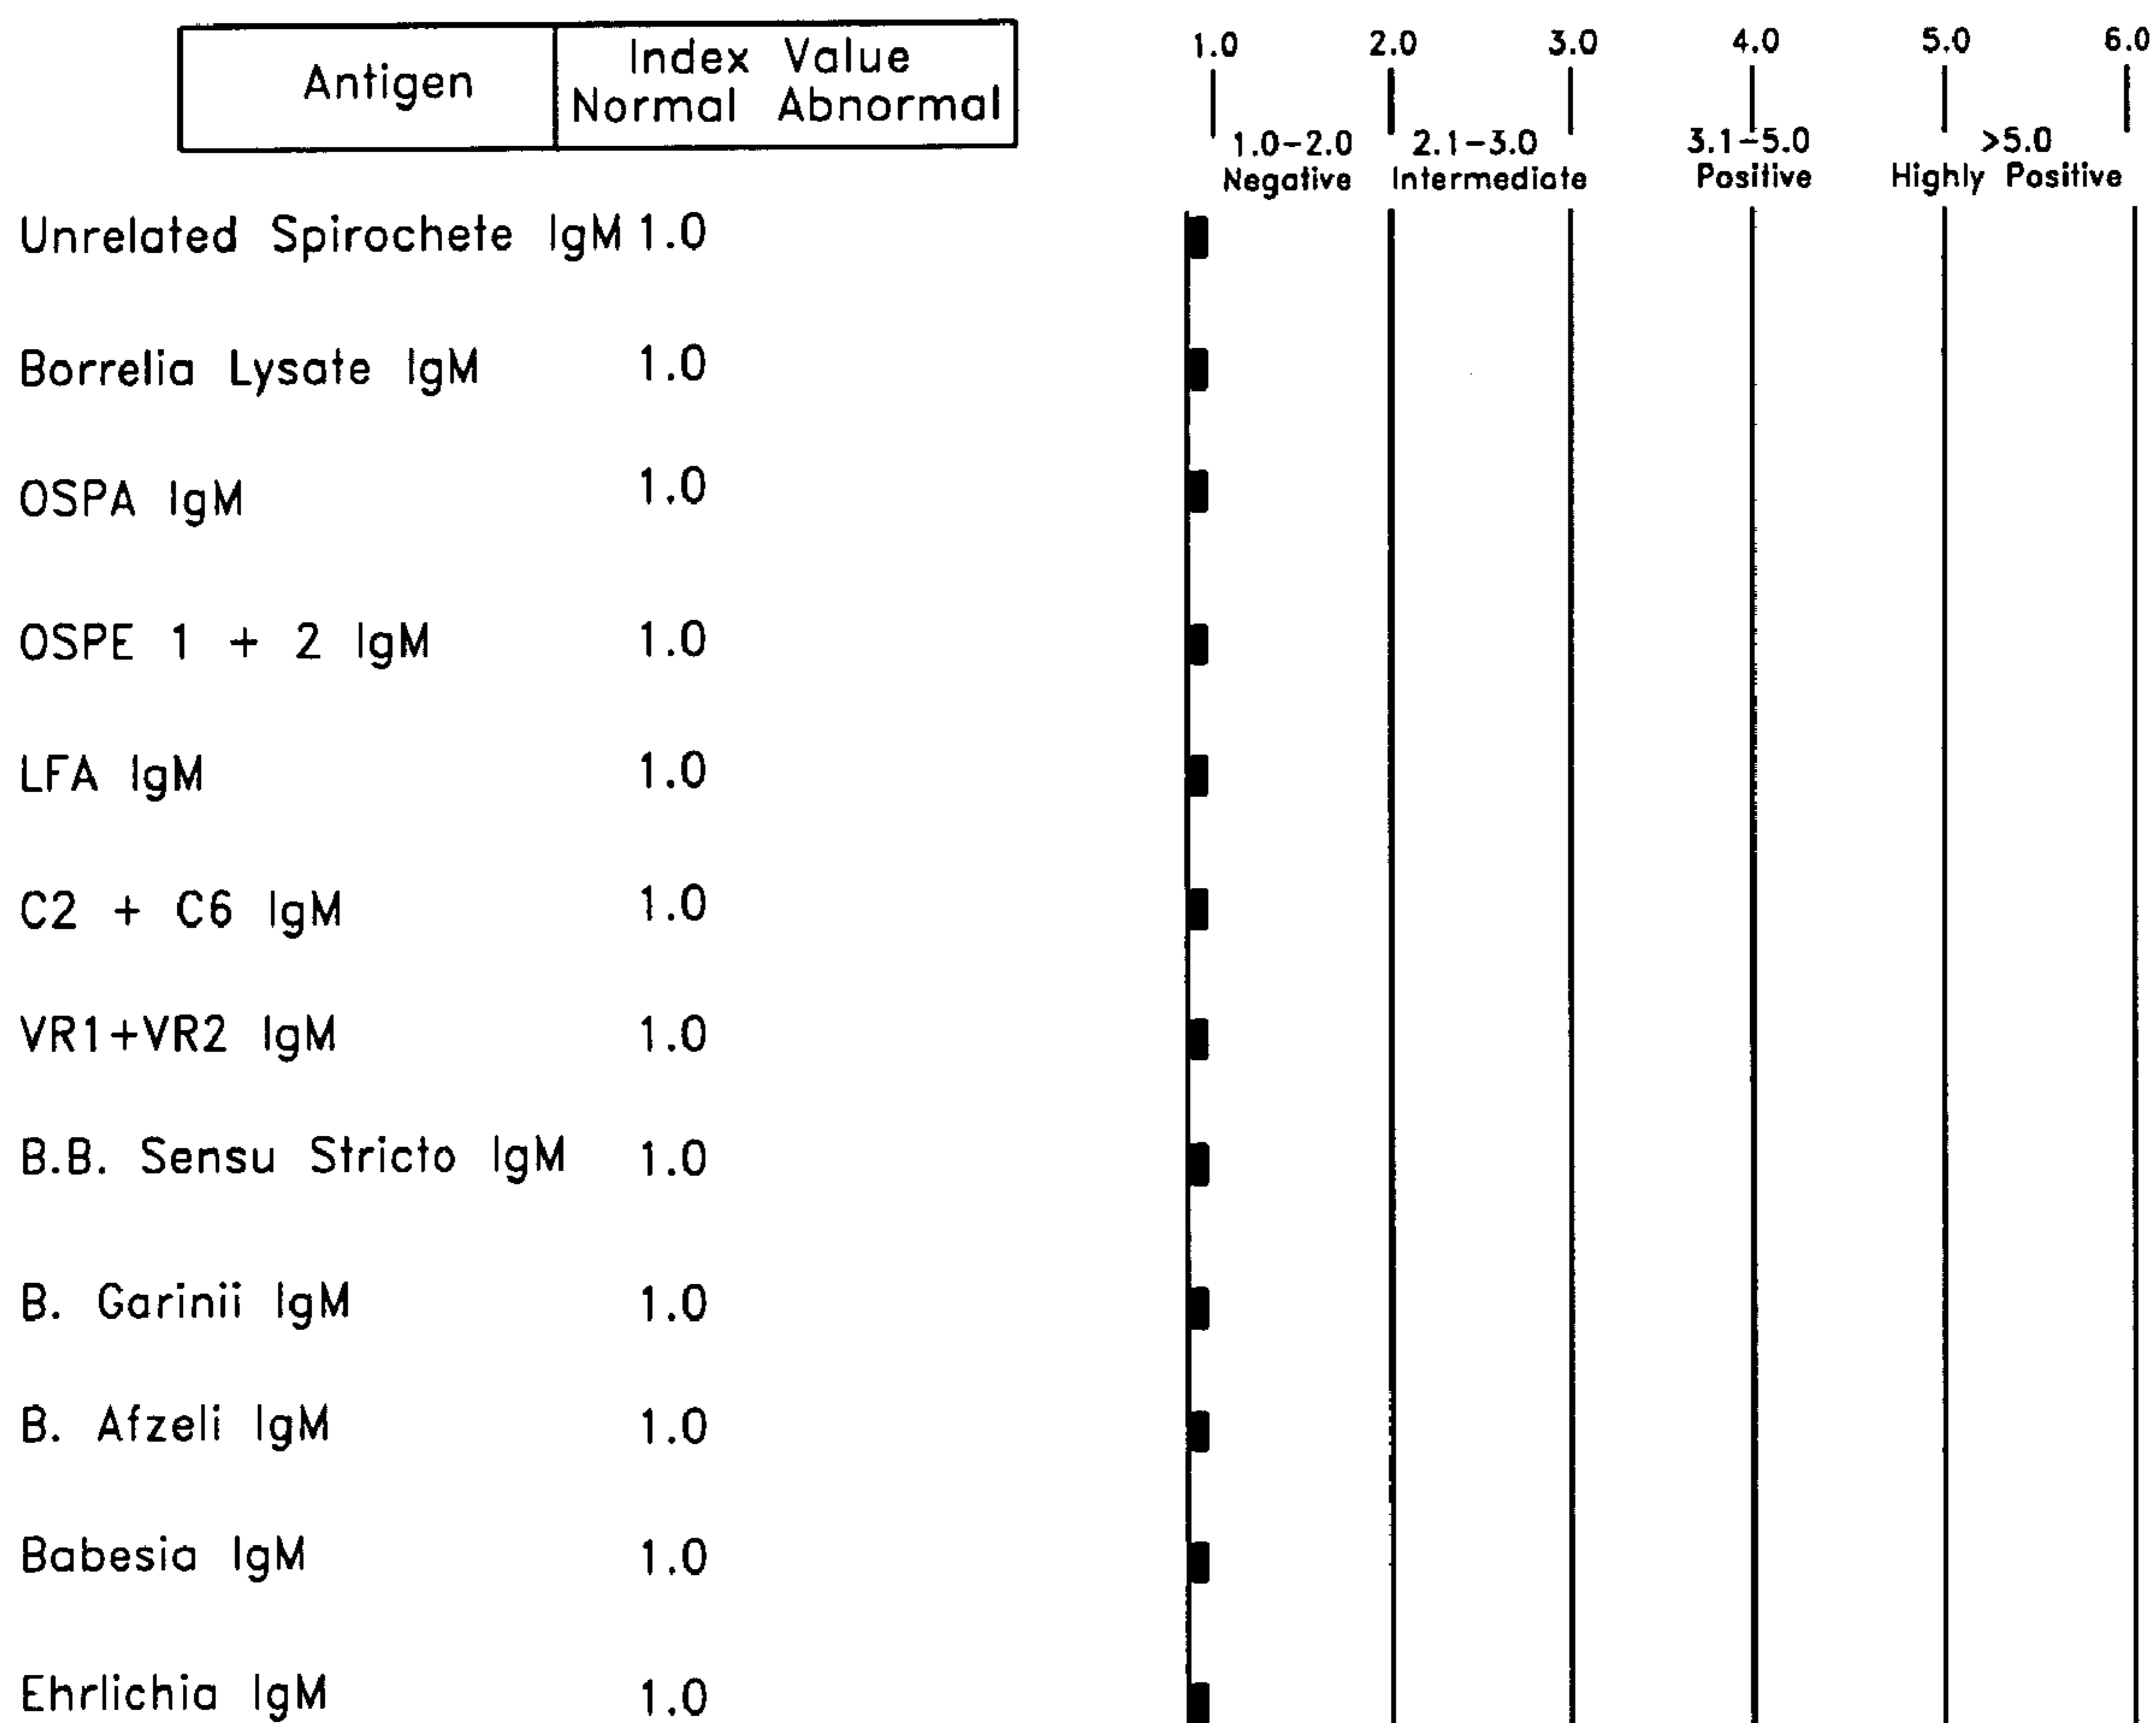 Antigen
Index Value
Normal Abnormal
1.0 2.0 3.0 4.0 5.0 6.0
1.0-2.0 2.1-3.0 3.1-5.0 >5.0
Negative Intermediate Positive Highly Positive
Unrelated Spirochete IgM 1.0
Borrelia Lysate IgM 1.0
OSPA IgM 1.0
OSPE 1 + 2 IgM 1.0
LFA IgM 1.0
C2 + C6 IgM 1.0
VR1+VR2 IgM 1.0
B.B. Sensu Stricto IgM 1.0
B. Garinii IgM 1.0
B. Afzeli IgM 1.0
Babesia IgM 1.0
Ehrlichia IgM 1.0